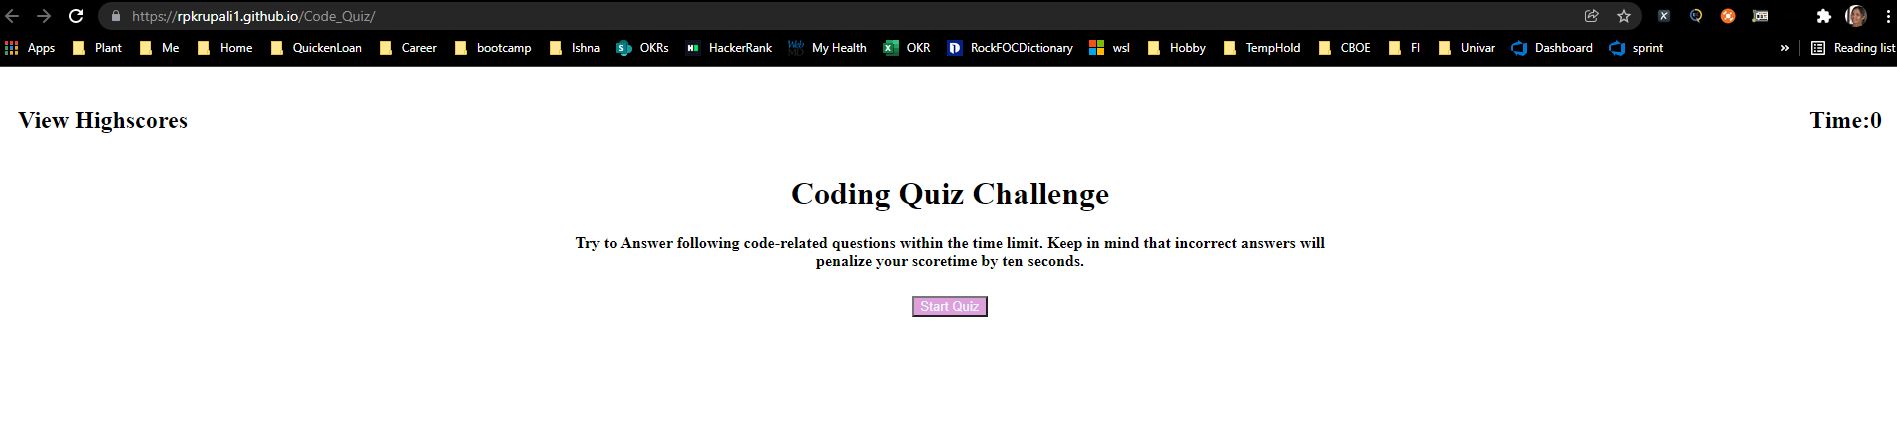 https://rpkrupali1.github.io/Code_Quiz/
Apps Plant Me Home QuickenLoan Career bootcamp Ishna OKRs HackerRank My Health OKR RockFOCDictionary wsl Hobby TempHold CBOE FI Univar Dashboard sprint » Reading list
View Highscores Time:0
Coding Quiz Challenge
Try to Answer following code-related questions within the time limit. Keep in mind that incorrect answers will
penalize your scoretime by ten seconds.
Start Quiz